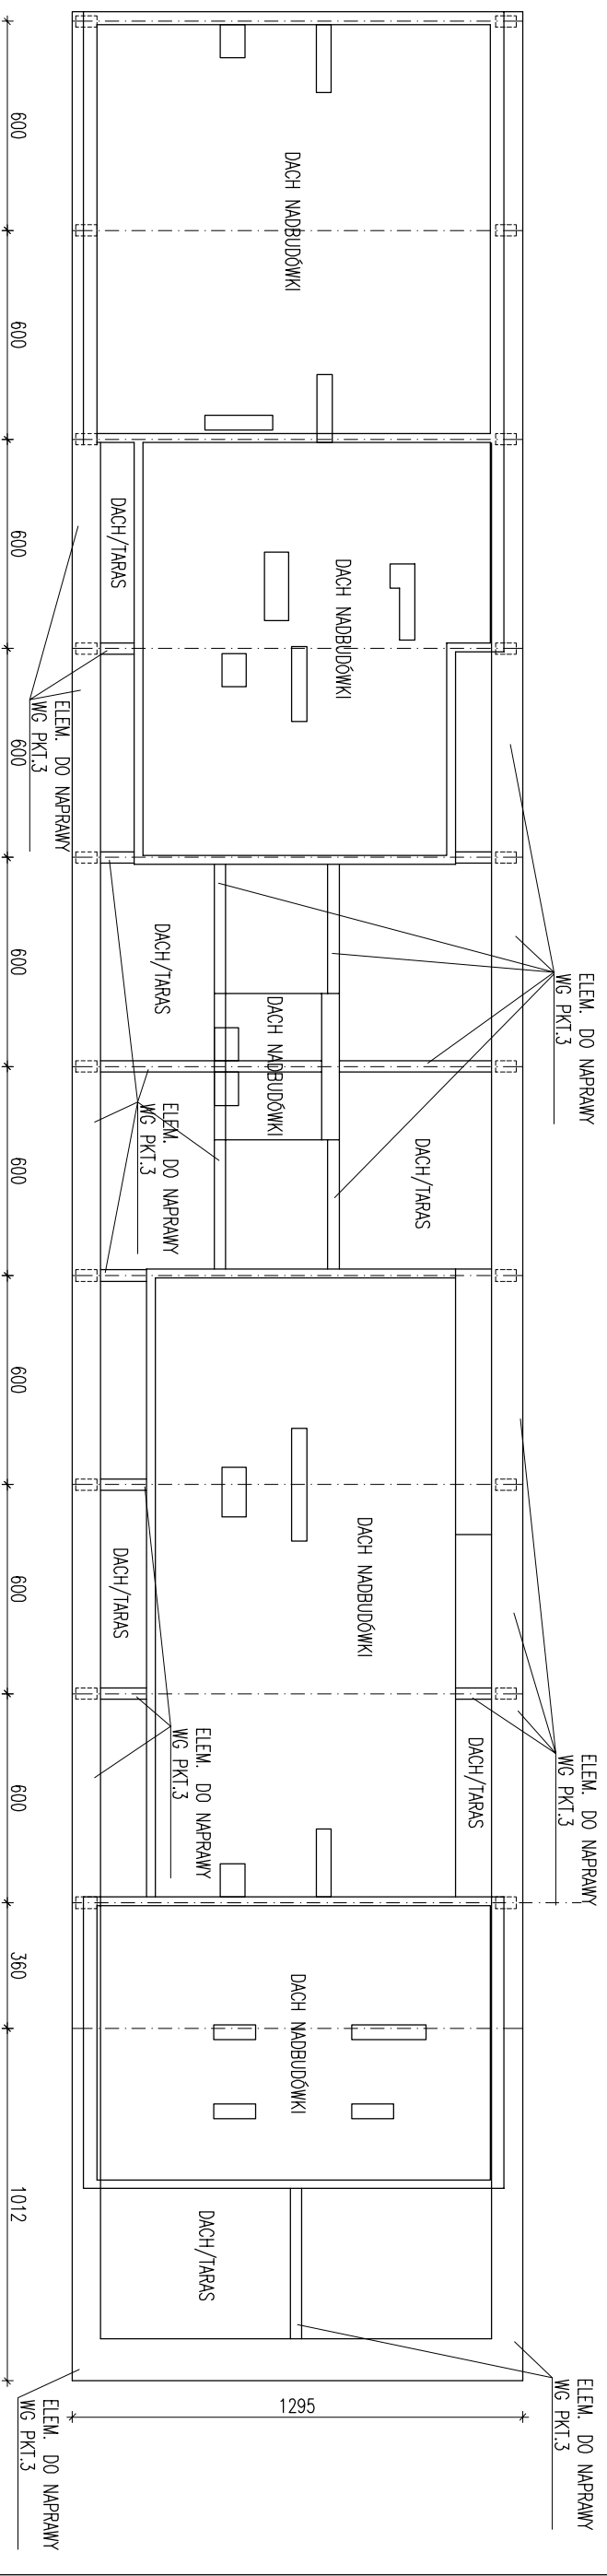 600
600
600
600
600
600
600
600
600
360
1012
1295
DACH NADBUDÓWKI
DACH/TARAS
DACH NADBUDÓWKI
ELEM. DO NAPRAWY
WG PKT.3
ELEM. DO NAPRAWY
WG PKT.3
DACH/TARAS
DACH NADBUDÓWKI
DACH/TARAS
ELEM. DO NAPRAWY
WG PKT.3
DACH NADBUDÓWKI
DACH/TARAS
DACH/TARAS
ELEM. DO NAPRAWY
WG PKT.3
ELEM. DO NAPRAWY
WG PKT.3
DACH NADBUDÓWKI
DACH/TARAS
ELEM. DO NAPRAWY
WG PKT.3
ELEM. DO NAPRAWY
WG PKT.3